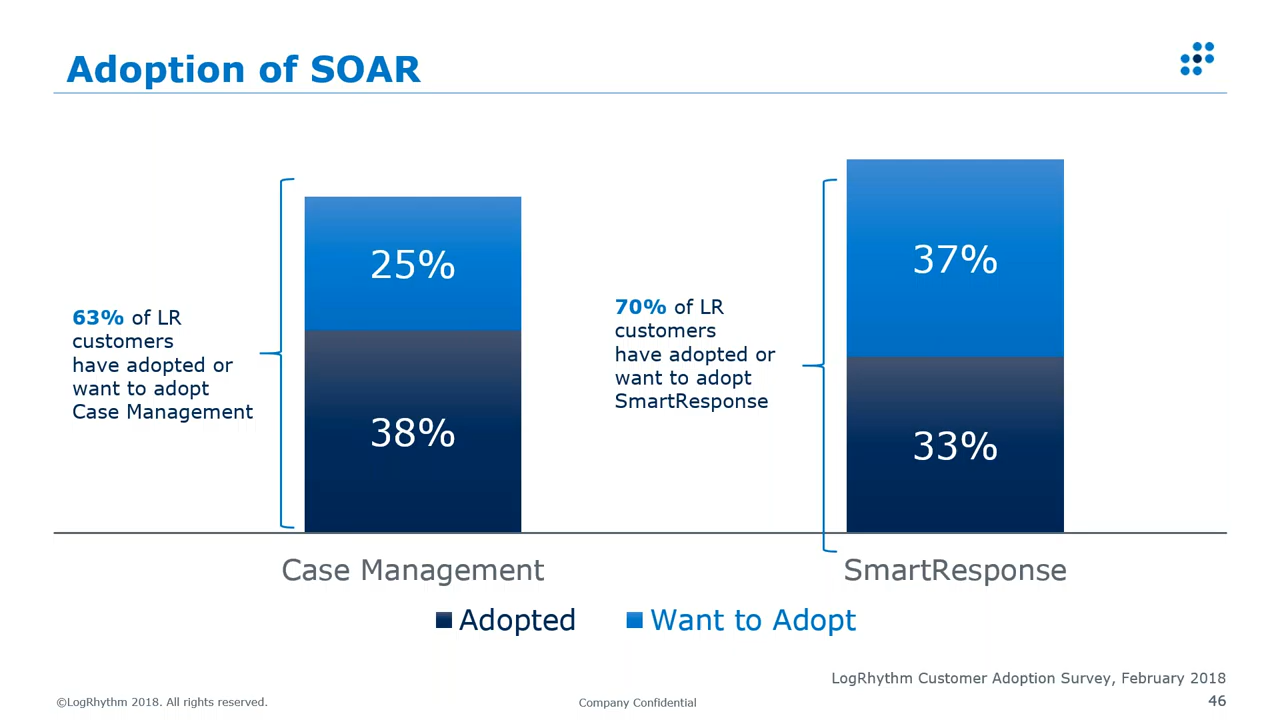 Adoption of SOAR
25%
38%
63% of LR
customers
have adopted or
want to adopt
Case Management
37%
33%
70% of LR
customers
have adopted or
want to adopt
SmartResponse
Case Management
SmartResponse
Adopted
Want to Adopt
LogRhythm Customer Adoption Survey, February 2018
©LogRhythm 2018. All rights reserved.
Company Confidential
46